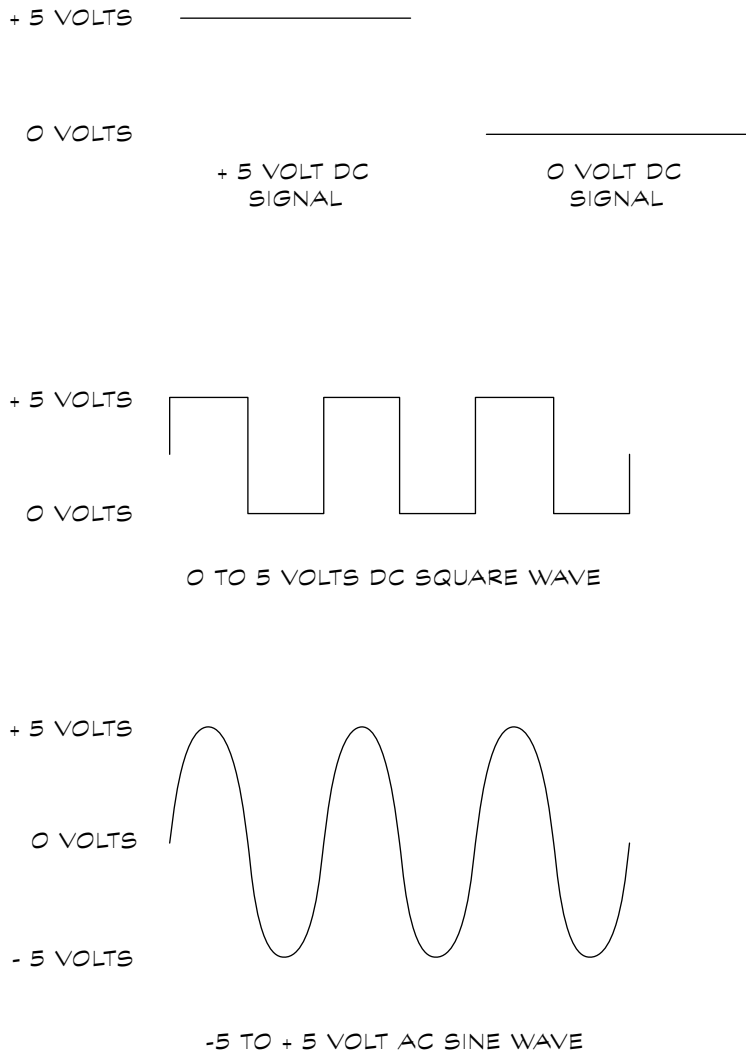 + 5 VOLTS
0 VOLTS
+ 5 VOLT DC
SIGNAL
0 VOLT DC
SIGNAL
+ 5 VOLTS
0 VOLTS
0 TO 5 VOLTS DC SQUARE WAVE
+ 5 VOLTS
0 VOLTS
- 5 VOLTS
-5 TO + 5 VOLT AC SINE WAVE